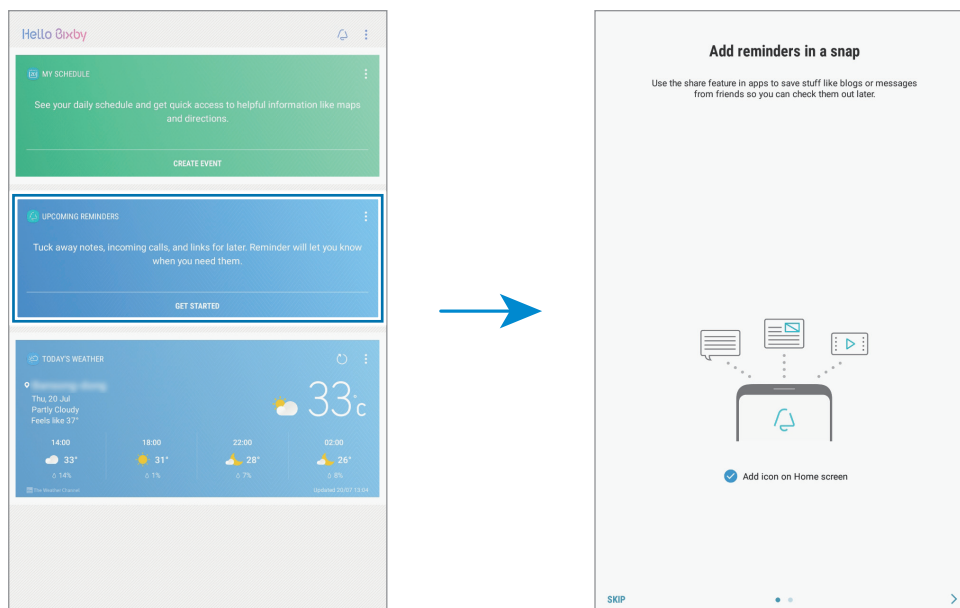 Hello Bixby
MY SCHEDULE
See your daily schedule and get quick access to helpful information like maps
and directions.
CREATE EVENT
UPCOMING REMINDERS
Tuck away notes, incoming calls, and links for later. Reminder will let you know
when you need them.
GET STARTED
TODAY'S WEATHER
Thu, 20 Jul
Partly Cloudy
Feels like 37°
33°c
14:00 18:00 22:00 02:00
33° 31° 28° 26°
14% 1% 7% 8%
The Weather Channel Updated 20/07 13:04
Add reminders in a snap
Use the share feature in apps to save stuff like blogs or messages
from friends so you can check them out later.
Add icon on Home screen
SKIP